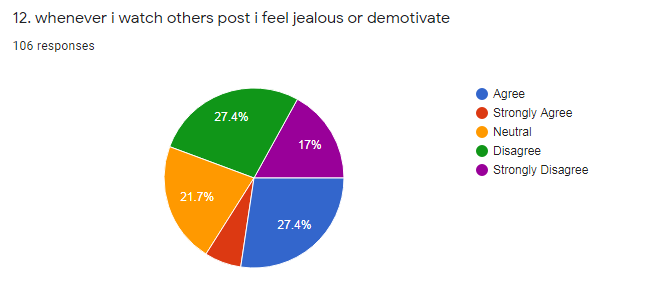 12. whenever i watch others post i feel jealous or demotivate
106 responses
Agree
Strongly Agree
Neutral
Disagree
Strongly Disagree
27.4%
17%
21.7%
27.4%